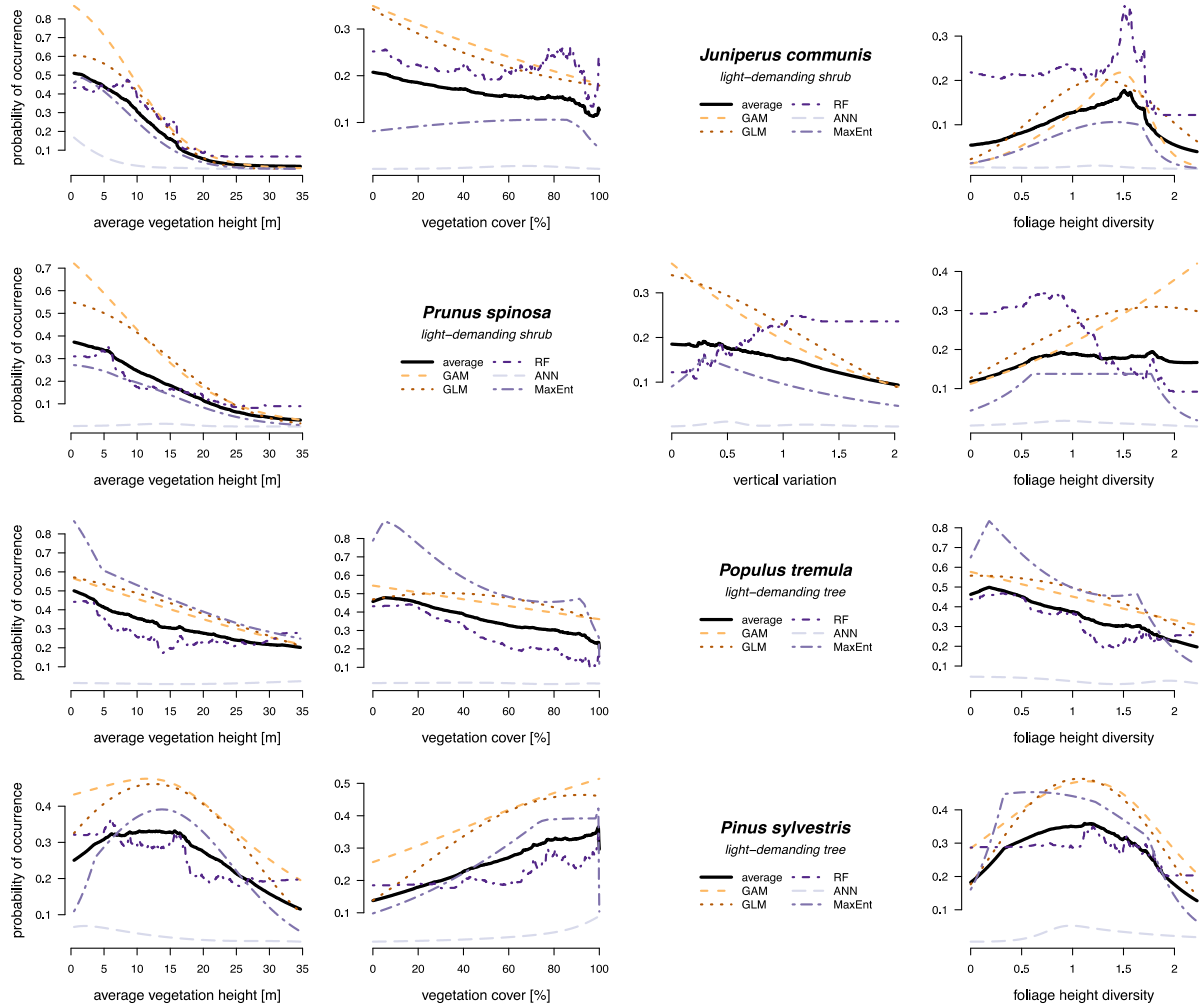 probability of occurrence
0.8
0.7
0.6
0.5
0.4
0.3
0.2
0.1
0 5 10 15 20 25 30 35
average vegetation height [m]
0.3
0.2
0.1
0 20 40 60 80 100
vegetation cover [%]
Juniperus communis
light−demanding shrub
average RF
GAM ANN
GLM MaxEnt
0.3
0.2
0.1
0 0.5 1 1.5 2
foliage height diversity
probability of occurrence
0.7
0.6
0.5
0.4
0.3
0.2
0.1
0 5 10 15 20 25 30 35
average vegetation height [m]
Prunus spinosa
light−demanding shrub
average RF
GAM ANN
GLM MaxEnt
0.3
0.2
0.1
0 0.5 1 1.5 2
vertical variation
0.4
0.3
0.2
0.1
0 0.5 1 1.5 2
foliage height diversity
probability of occurrence
0.8
0.7
0.6
0.5
0.4
0.3
0.2
0.1
0 5 10 15 20 25 30 35
average vegetation height [m]
0.8
0.7
0.6
0.5
0.4
0.3
0.2
0.1
0 20 40 60 80 100
vegetation cover [%]
Populus tremula
light−demanding tree
average RF
GAM ANN
GLM MaxEnt
0.8
0.7
0.6
0.5
0.4
0.3
0.2
0.1
0 0.5 1 1.5 2
foliage height diversity
probability of occurrence
0.4
0.3
0.2
0.1
0 5 10 15 20 25 30 35
average vegetation height [m]
0.5
0.4
0.3
0.2
0.1
0 20 40 60 80 100
vegetation cover [%]
Pinus sylvestris
light−demanding tree
average RF
GAM ANN
GLM MaxEnt
0.4
0.3
0.2
0.1
0 0.5 1 1.5 2
foliage height diversity